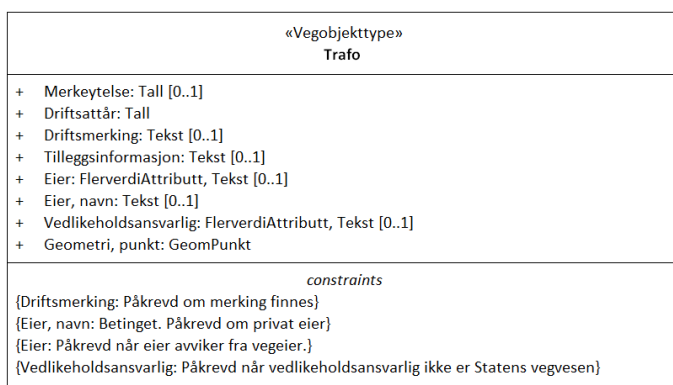 «Vegobjekttype»
Trafo
+ Merkeytelse: Tall [0..1]
+ Driftsattår: Tall
+ Driftsmerking: Tekst [0..1]
+ Tilleggsinformasjon: Tekst [0..1]
+ Eier: FlerverdiAttributt, Tekst [0..1]
+ Eier, navn: Tekst [0..1]
+ Vedlikeholdsansvarlig: FlerverdiAttributt, Tekst [0..1]
+ Geometri, punkt: GeomPunkt
constraints
{Driftsmerking: Påkrevd om merking finnes}
{Eier, navn: Betinget. Påkrevd om privat eier}
{Eier: Påkrevd når eier avviker fra vegeier.}
{Vedlikeholdsansvarlig: Påkrevd når vedlikeholdsansvarlig ikke er Statens vegvesen}